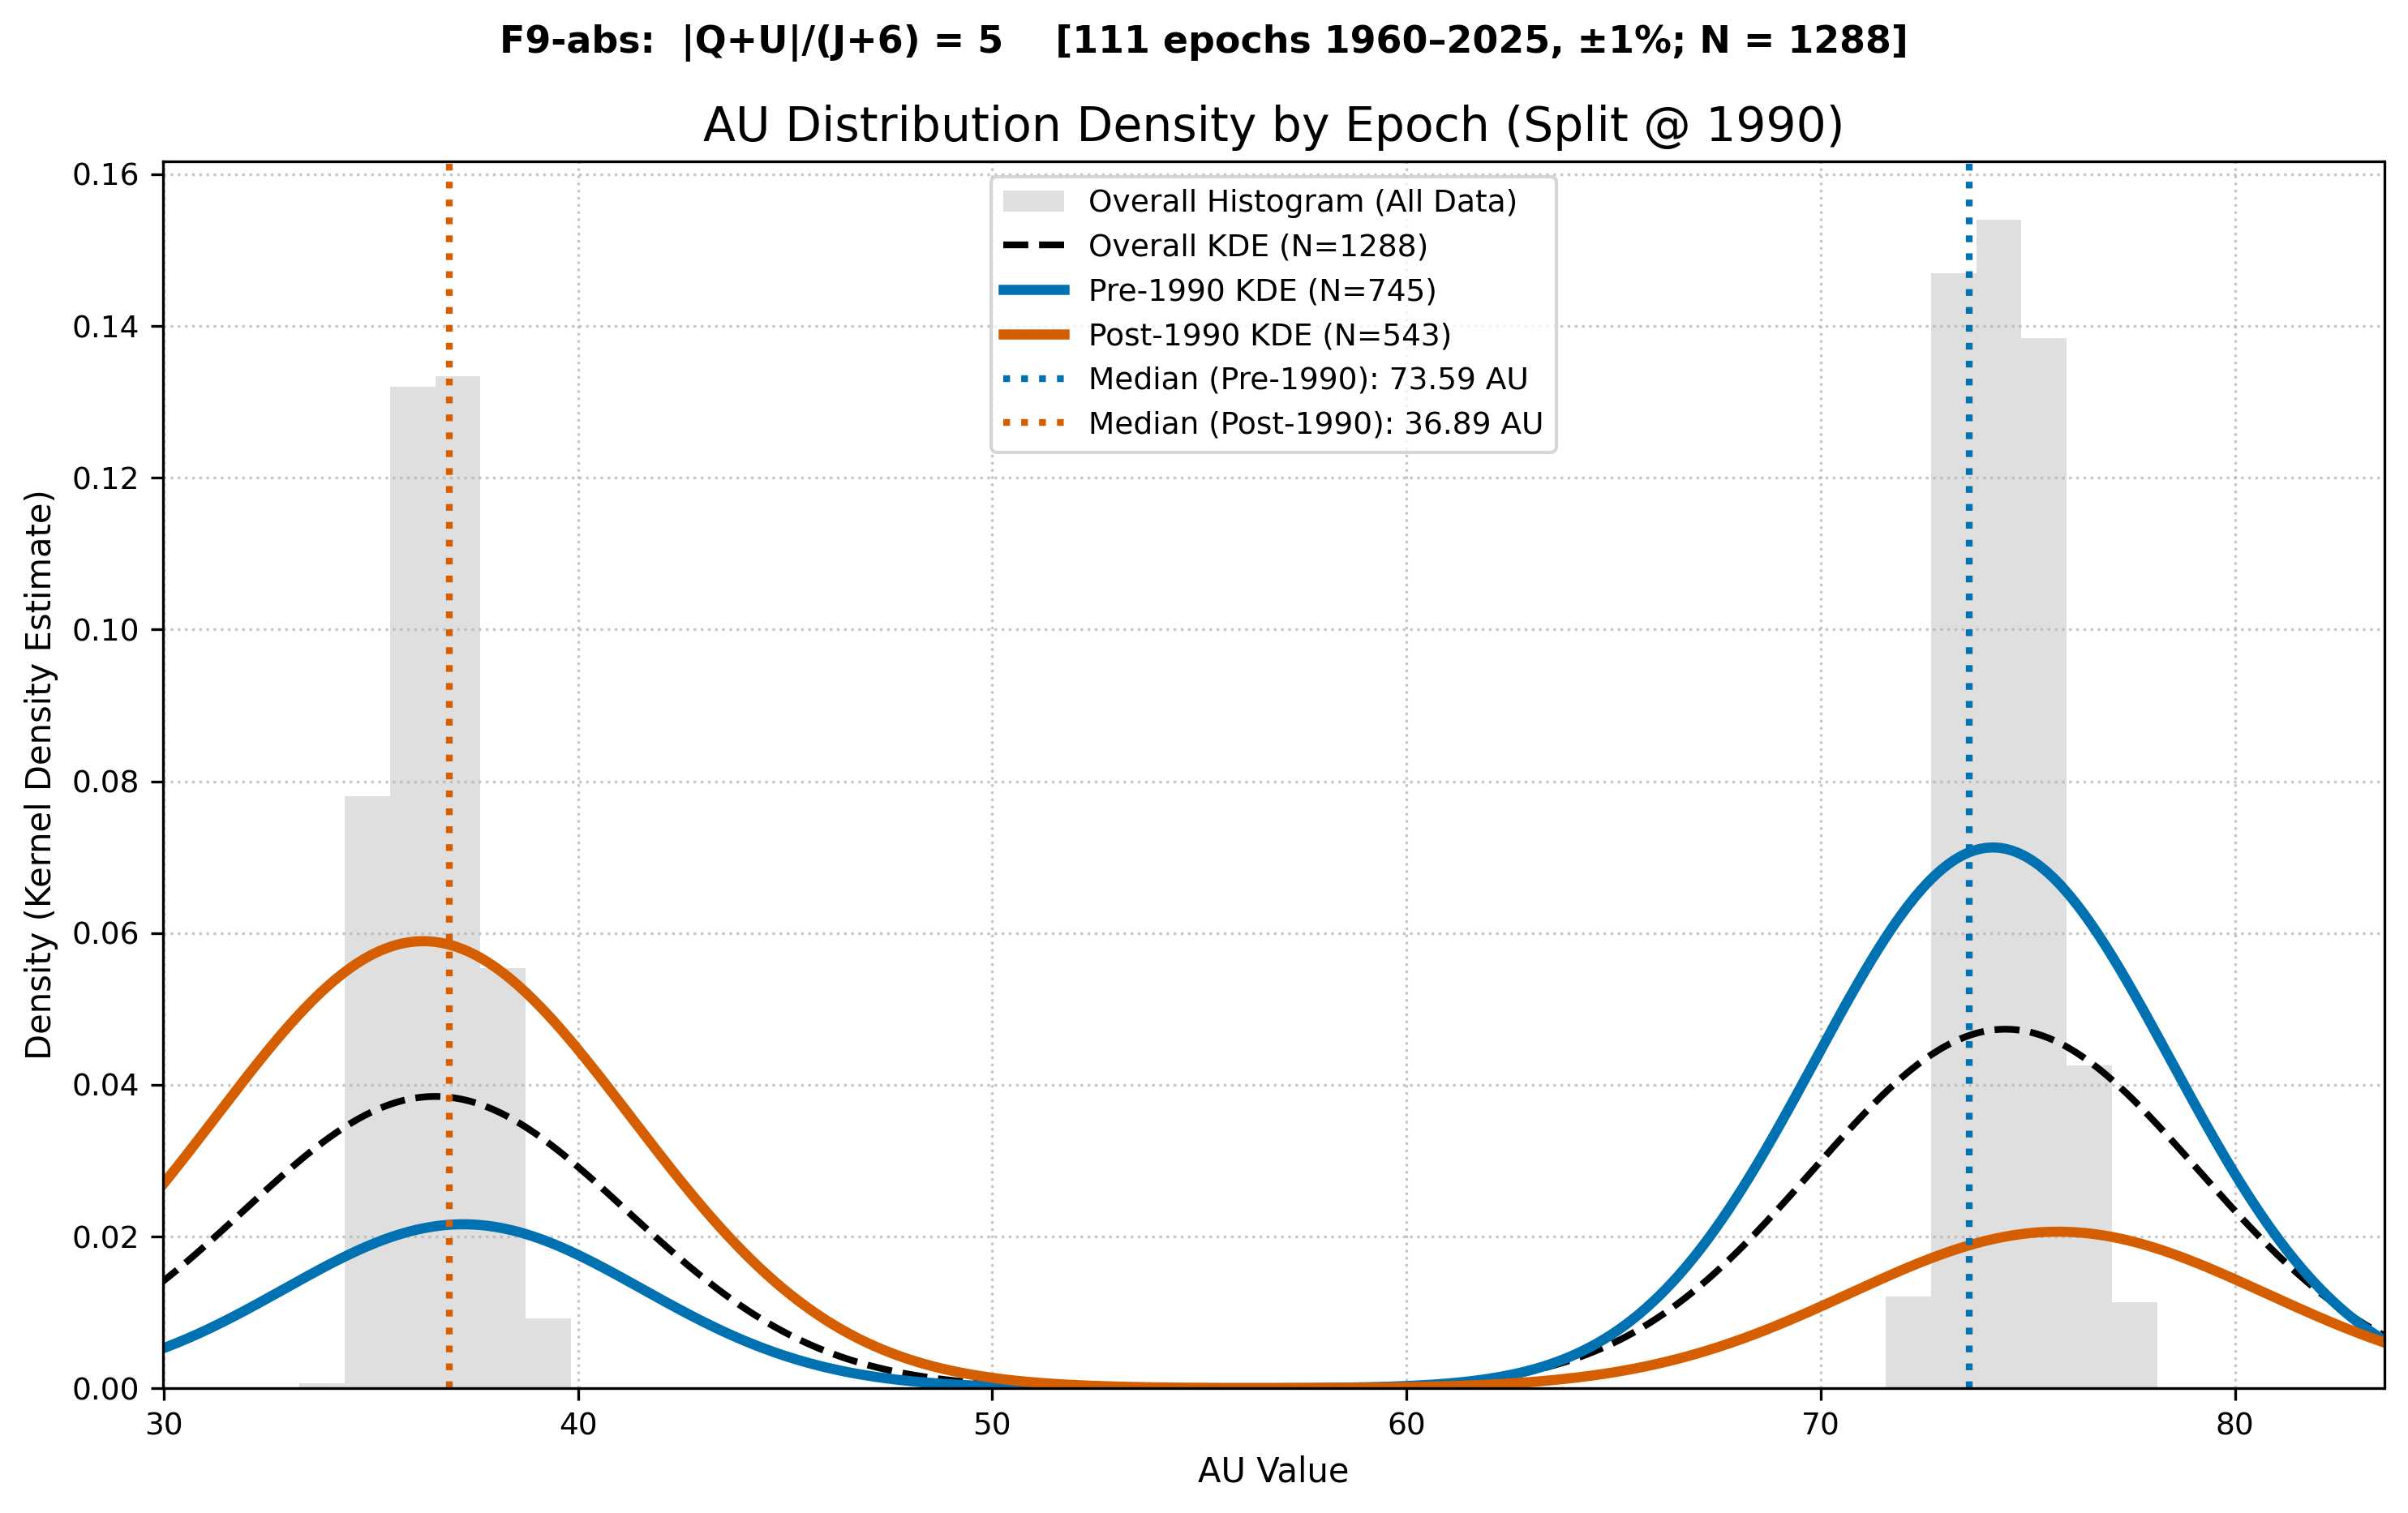 F9-abs: |Q+U|/(J+6) = 5 [111 epochs 1960–2025, ±1%; N = 1288]
AU Distribution Density by Epoch (Split @ 1990)
Overall Histogram (All Data)
Overall KDE (N=1288)
Pre-1990 KDE (N=745)
Post-1990 KDE (N=543)
Median (Pre-1990): 73.59 AU
Median (Post-1990): 36.89 AU
Density (Kernel Density Estimate)
0.16
0.14
0.12
0.10
0.08
0.06
0.04
0.02
0.00
30 40 50 60 70 80
AU Value